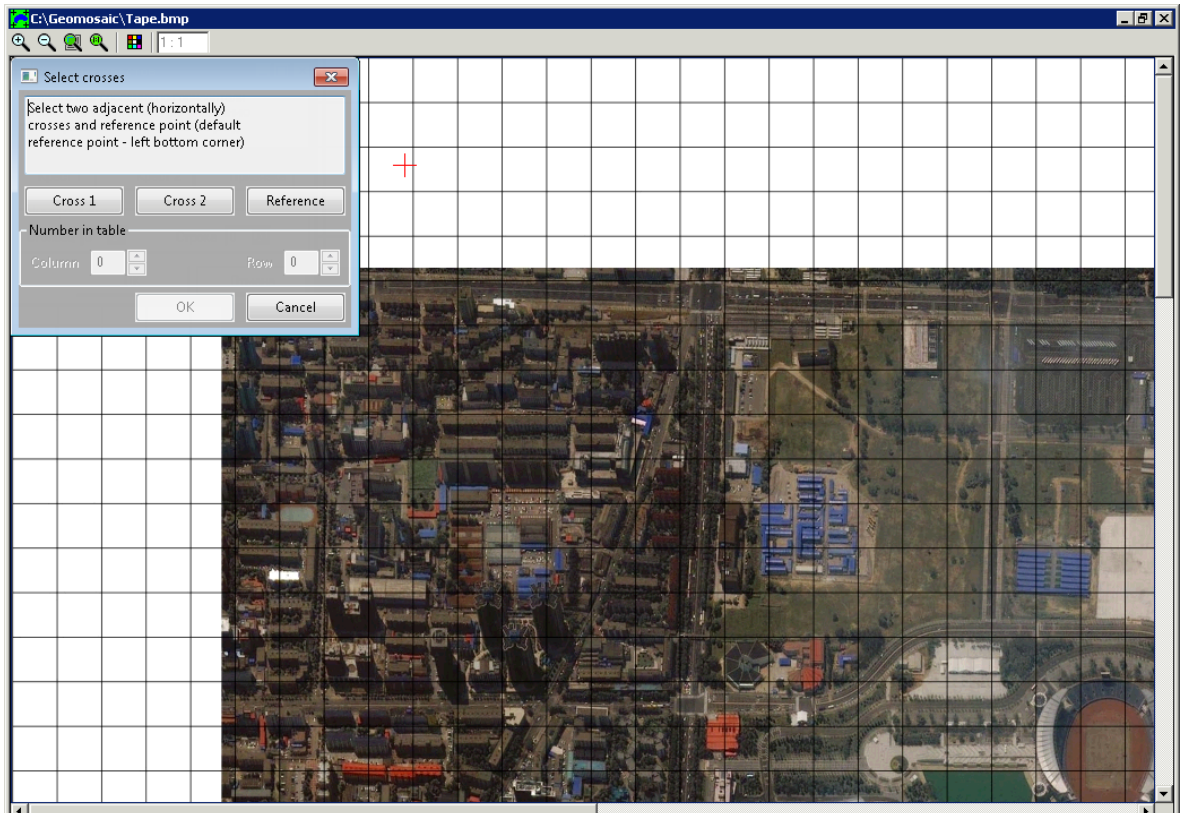 C:\Geomosaic\Tape.bmp
1:1
Select crosses
Select two adjacent (horizontally)
crosses and reference point (default
reference point - left bottom corner)
Cross 1 Cross 2 Reference
Number in table
Column 0 Row 0
OK Cancel